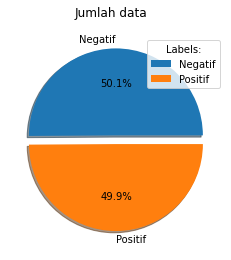 Jumlah data
Negatif
Labels:
Negatif
Positif
50.1%
49.9%
Positif